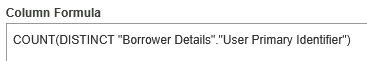 Column Formula
COUNT(DISTINCT "Borrower Details"."User Primary Identifier")